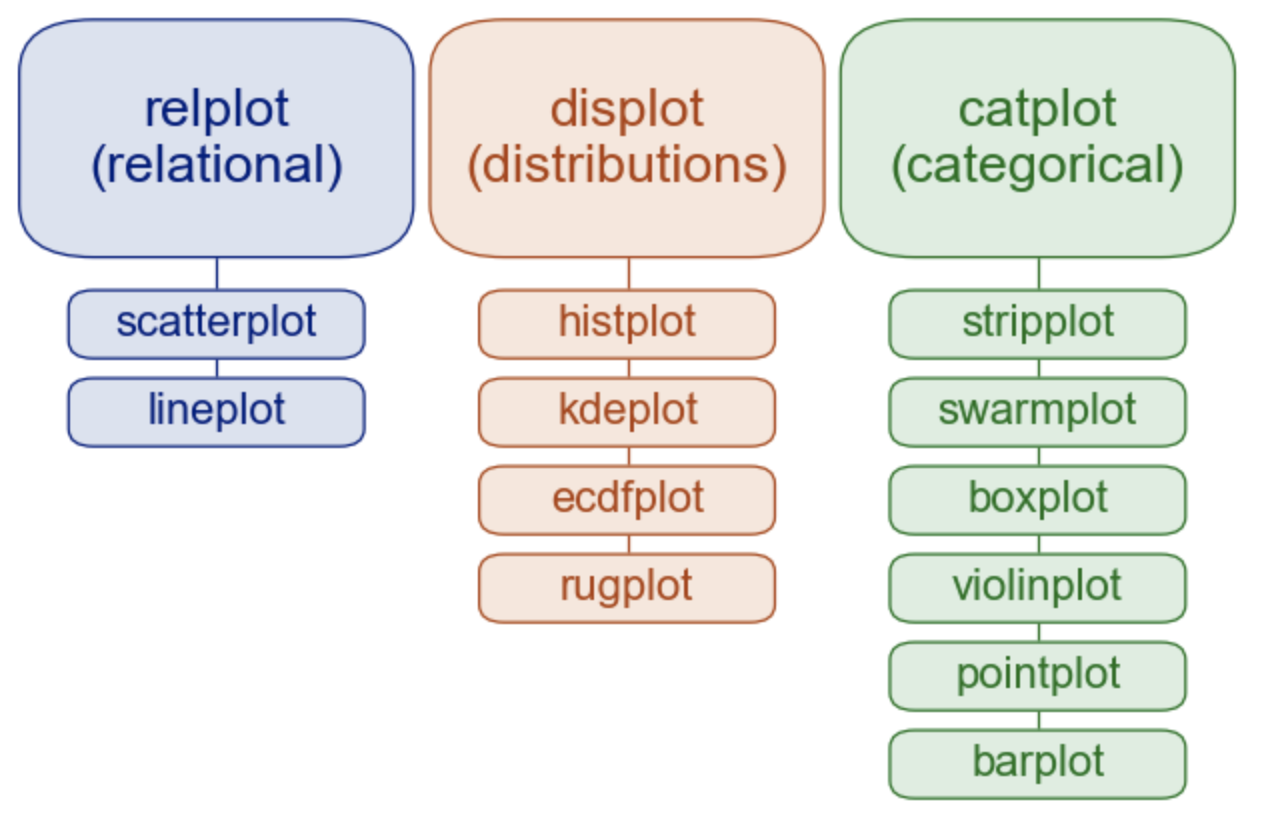 relplot
(relational)
scatterplot
lineplot
displot
(distributions)
histplot
kdeplot
ecdfplot
rugplot
catplot
(categorical)
stripplot
swarmplot
boxplot
violinplot
pointplot
barplot